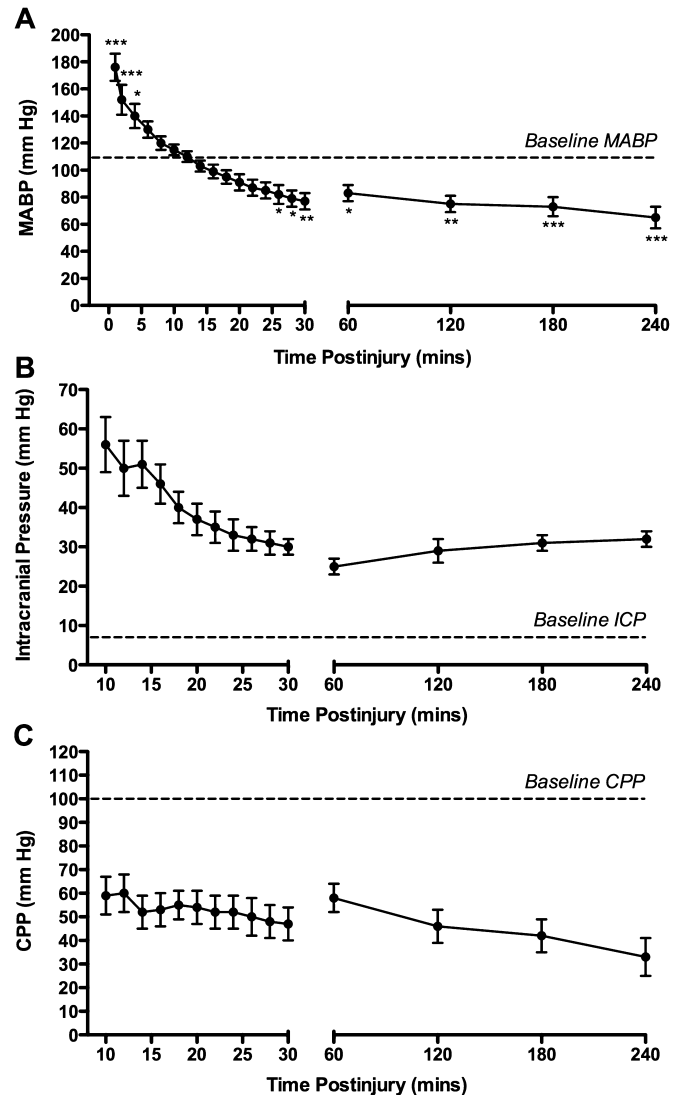 A
200
180
160
140
120
100
80
60
40
20
0
MABP (mm Hg)
***
***
*
Baseline MABP
*
*
**
*
**
***
***
0 5 10 15 20 25 30 60 120 180 240
Time Postinjury (mins)
B
70
60
50
40
30
20
10
0
Intracranial Pressure (mm Hg)
Baseline ICP
10 15 20 25 30 60 120 180 240
Time Postinjury (mins)
C
120
110
100
90
80
70
60
50
40
30
20
10
0
CPP (mm Hg)
Baseline CPP
10 15 20 25 30 60 120 180 240
Time Postinjury (mins)